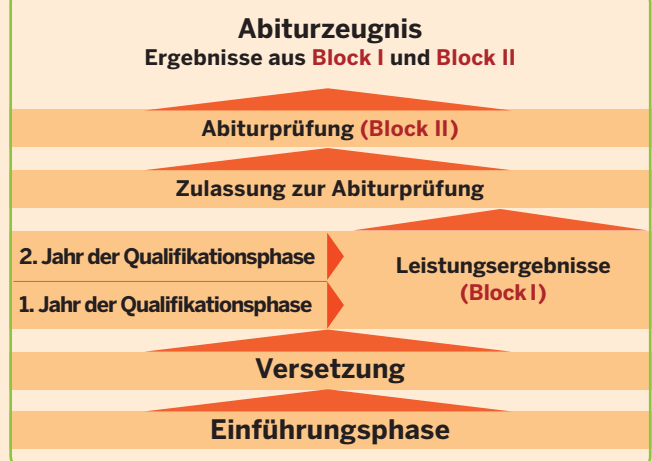 Abiturzeugnis
Ergebnisse aus Block I und Block II
Abiturprüfung (Block II)
Zulassung zur Abiturprüfung
2. Jahr der Qualifikationsphase
1. Jahr der Qualifikationsphase
Leistungsergebnisse
(Block I)
Versetzung
Einführungsphase